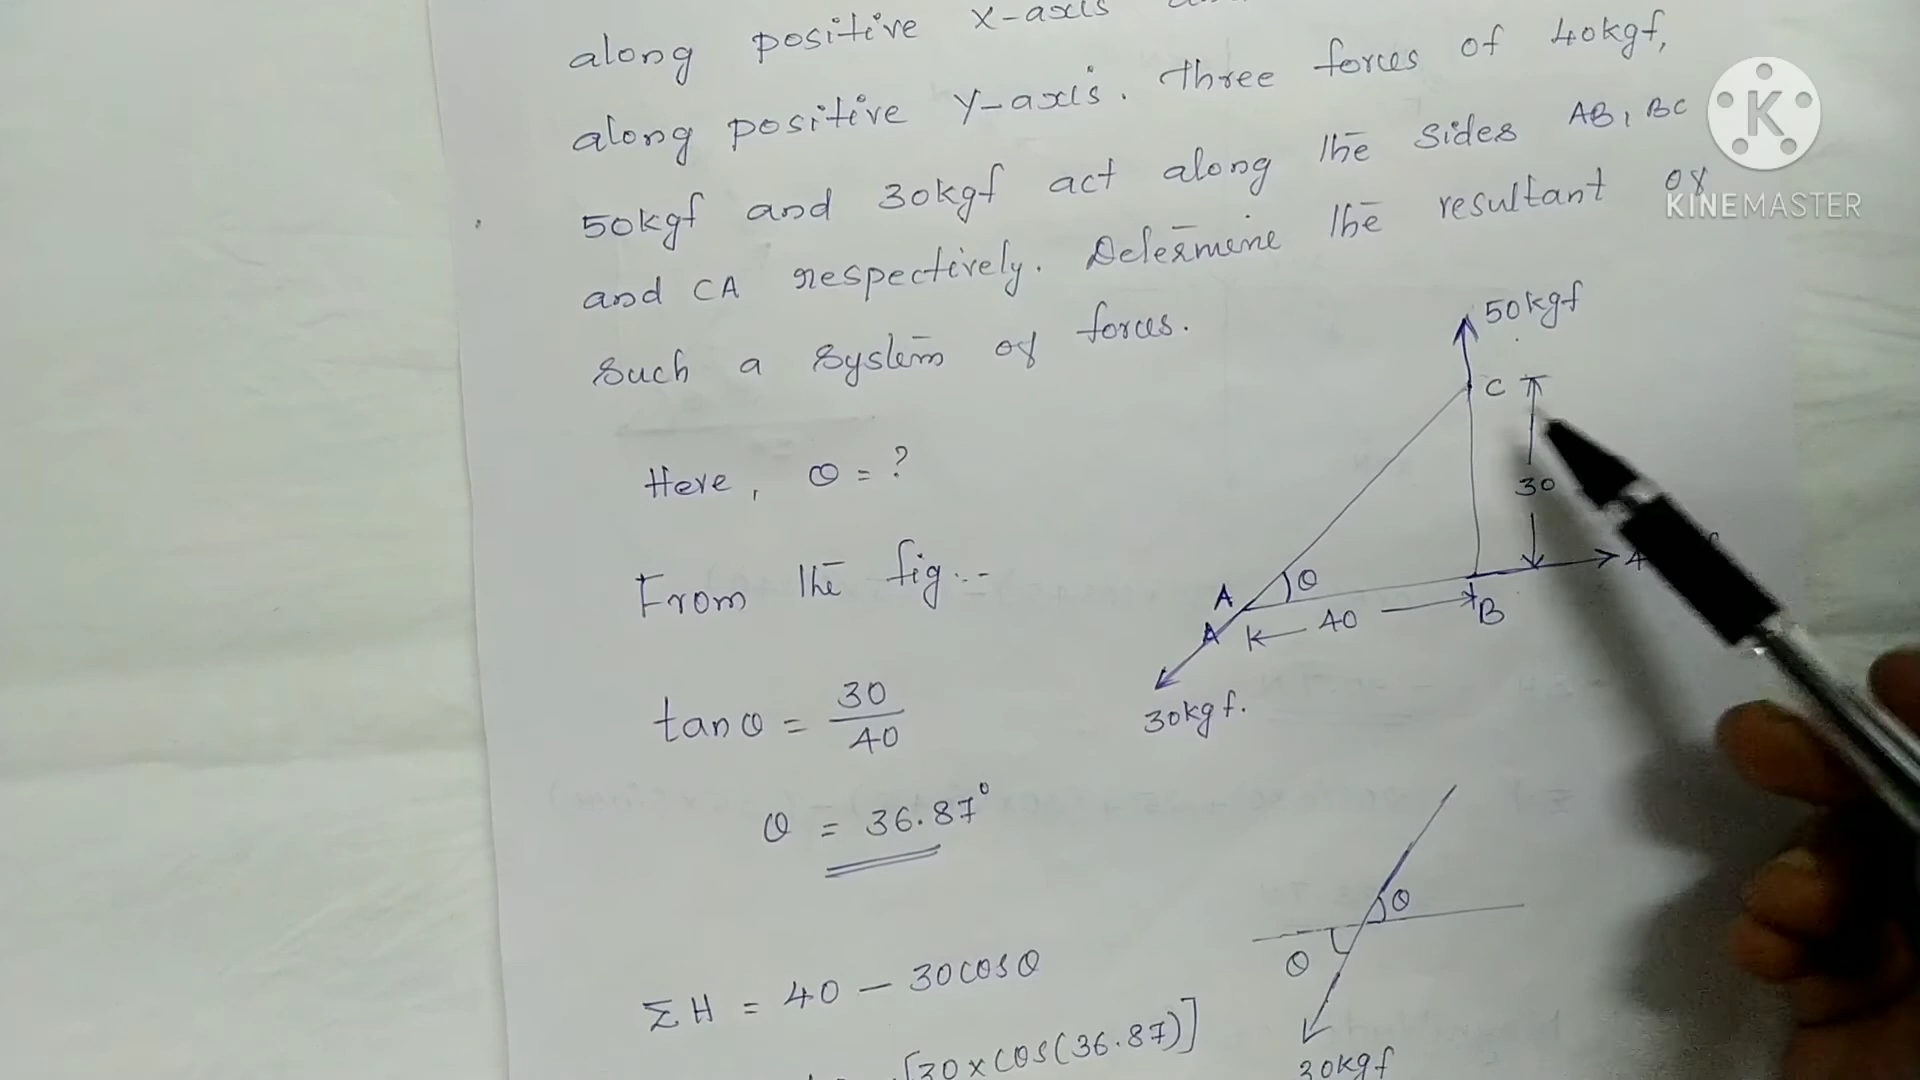 along positive X-axis
along positive Y-axis. Three forces of 40kgf,
50kgf and 30kgf act along the sides AB, BC
and CA respectively. Determine the resultant of
such a system of forces.
K
KINEMASTER
50kgf
C
30
Here, θ = ?
From the fig.-
A
θ
40
B
A
30kgf.
tanθ = 30/40
θ = 36.87°
θ
θ
ΣH = 40 - 30cosθ
[30×cos(36.87)]
30kgf